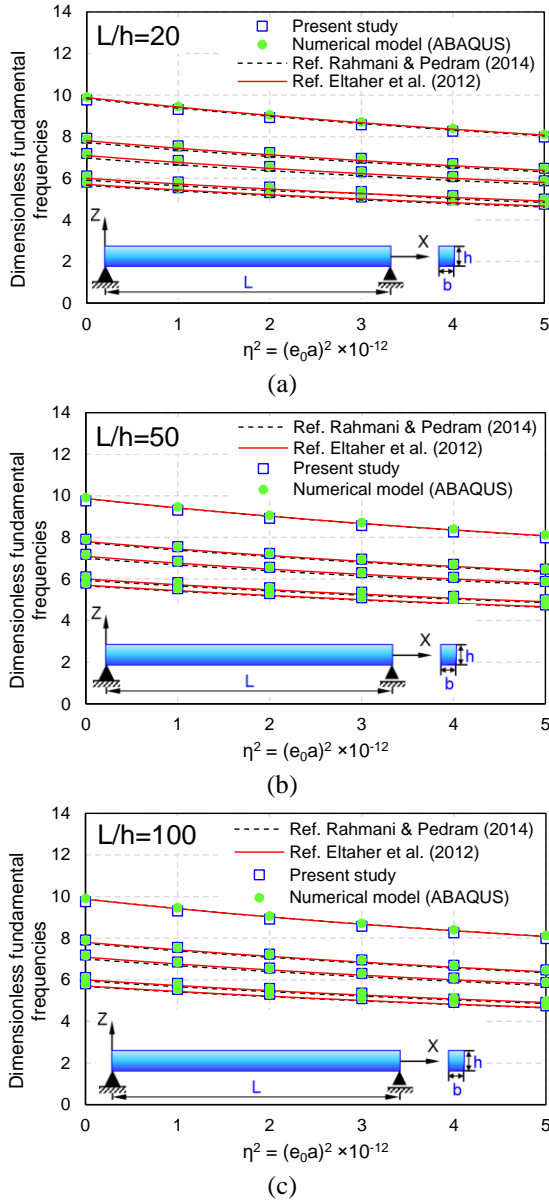 L/h=20
Present study
Numerical model (ABAQUS)
Ref. Rahmani & Pedram (2014)
Ref. Eltaher et al. (2012)
Dimensionless fundamental
frequencies
14
12
10
8
6
4
2
0
Z
X
L
h
b
0 1 2 3 4 5
η² = (e₀a)² ×10⁻¹²
(a)
L/h=50
Ref. Rahmani & Pedram (2014)
Ref. Eltaher et al. (2012)
Present study
Numerical model (ABAQUS)
Dimensionless fundamental
frequencies
14
12
10
8
6
4
2
0
Z
X
L
h
b
0 1 2 3 4 5
η² = (e₀a)² ×10⁻¹²
(b)
L/h=100
Ref. Rahmani & Pedram (2014)
Ref. Eltaher et al. (2012)
Present study
Numerical model (ABAQUS)
Dimensionless fundamental
frequencies
14
12
10
8
6
4
2
0
Z
X
L
h
b
0 1 2 3 4 5
η² = (e₀a)² ×10⁻¹²
(c)